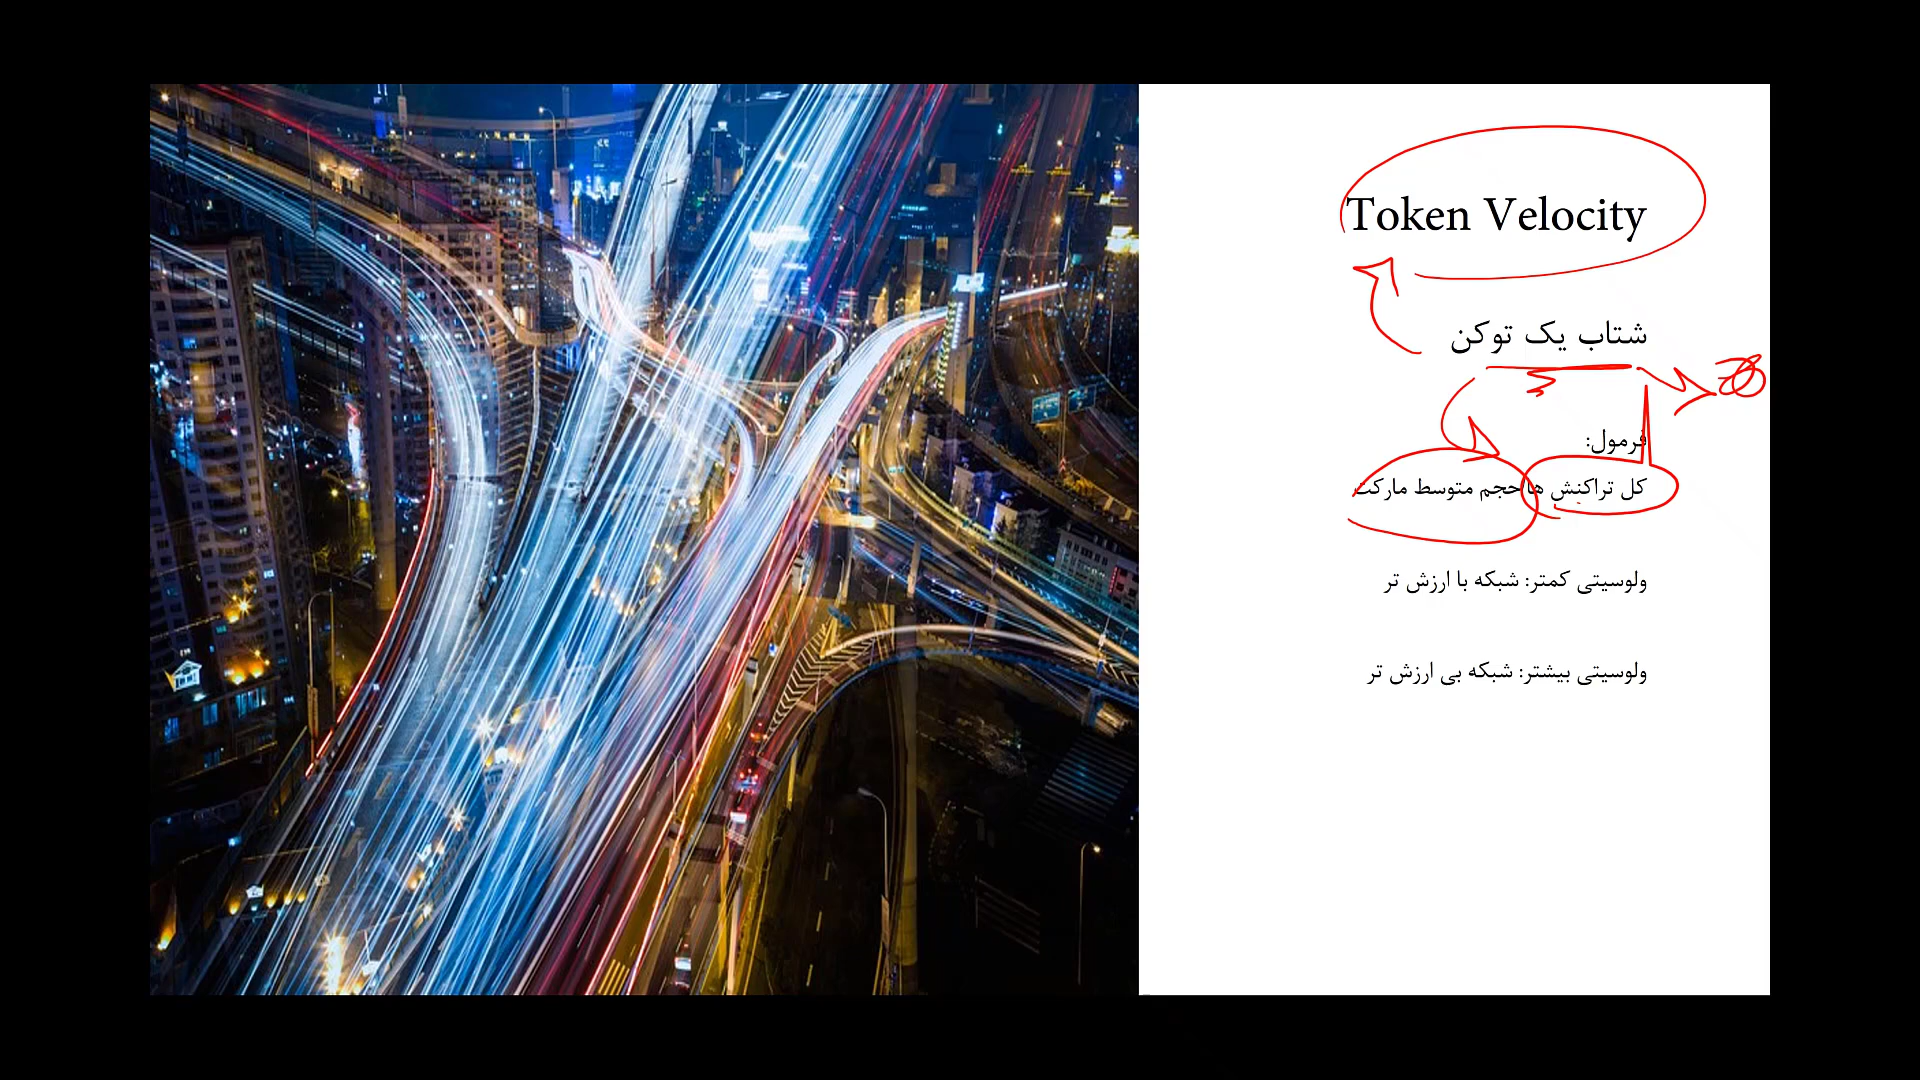 Token Velocity
شتاب یک توکن
فرمول:
کل تراکنش ها/حجم متوسط مارکت
ولوسیتی کمتر: شبکه با ارزش تر
ولوسیتی بیشتر: شبکه بی ارزش تر